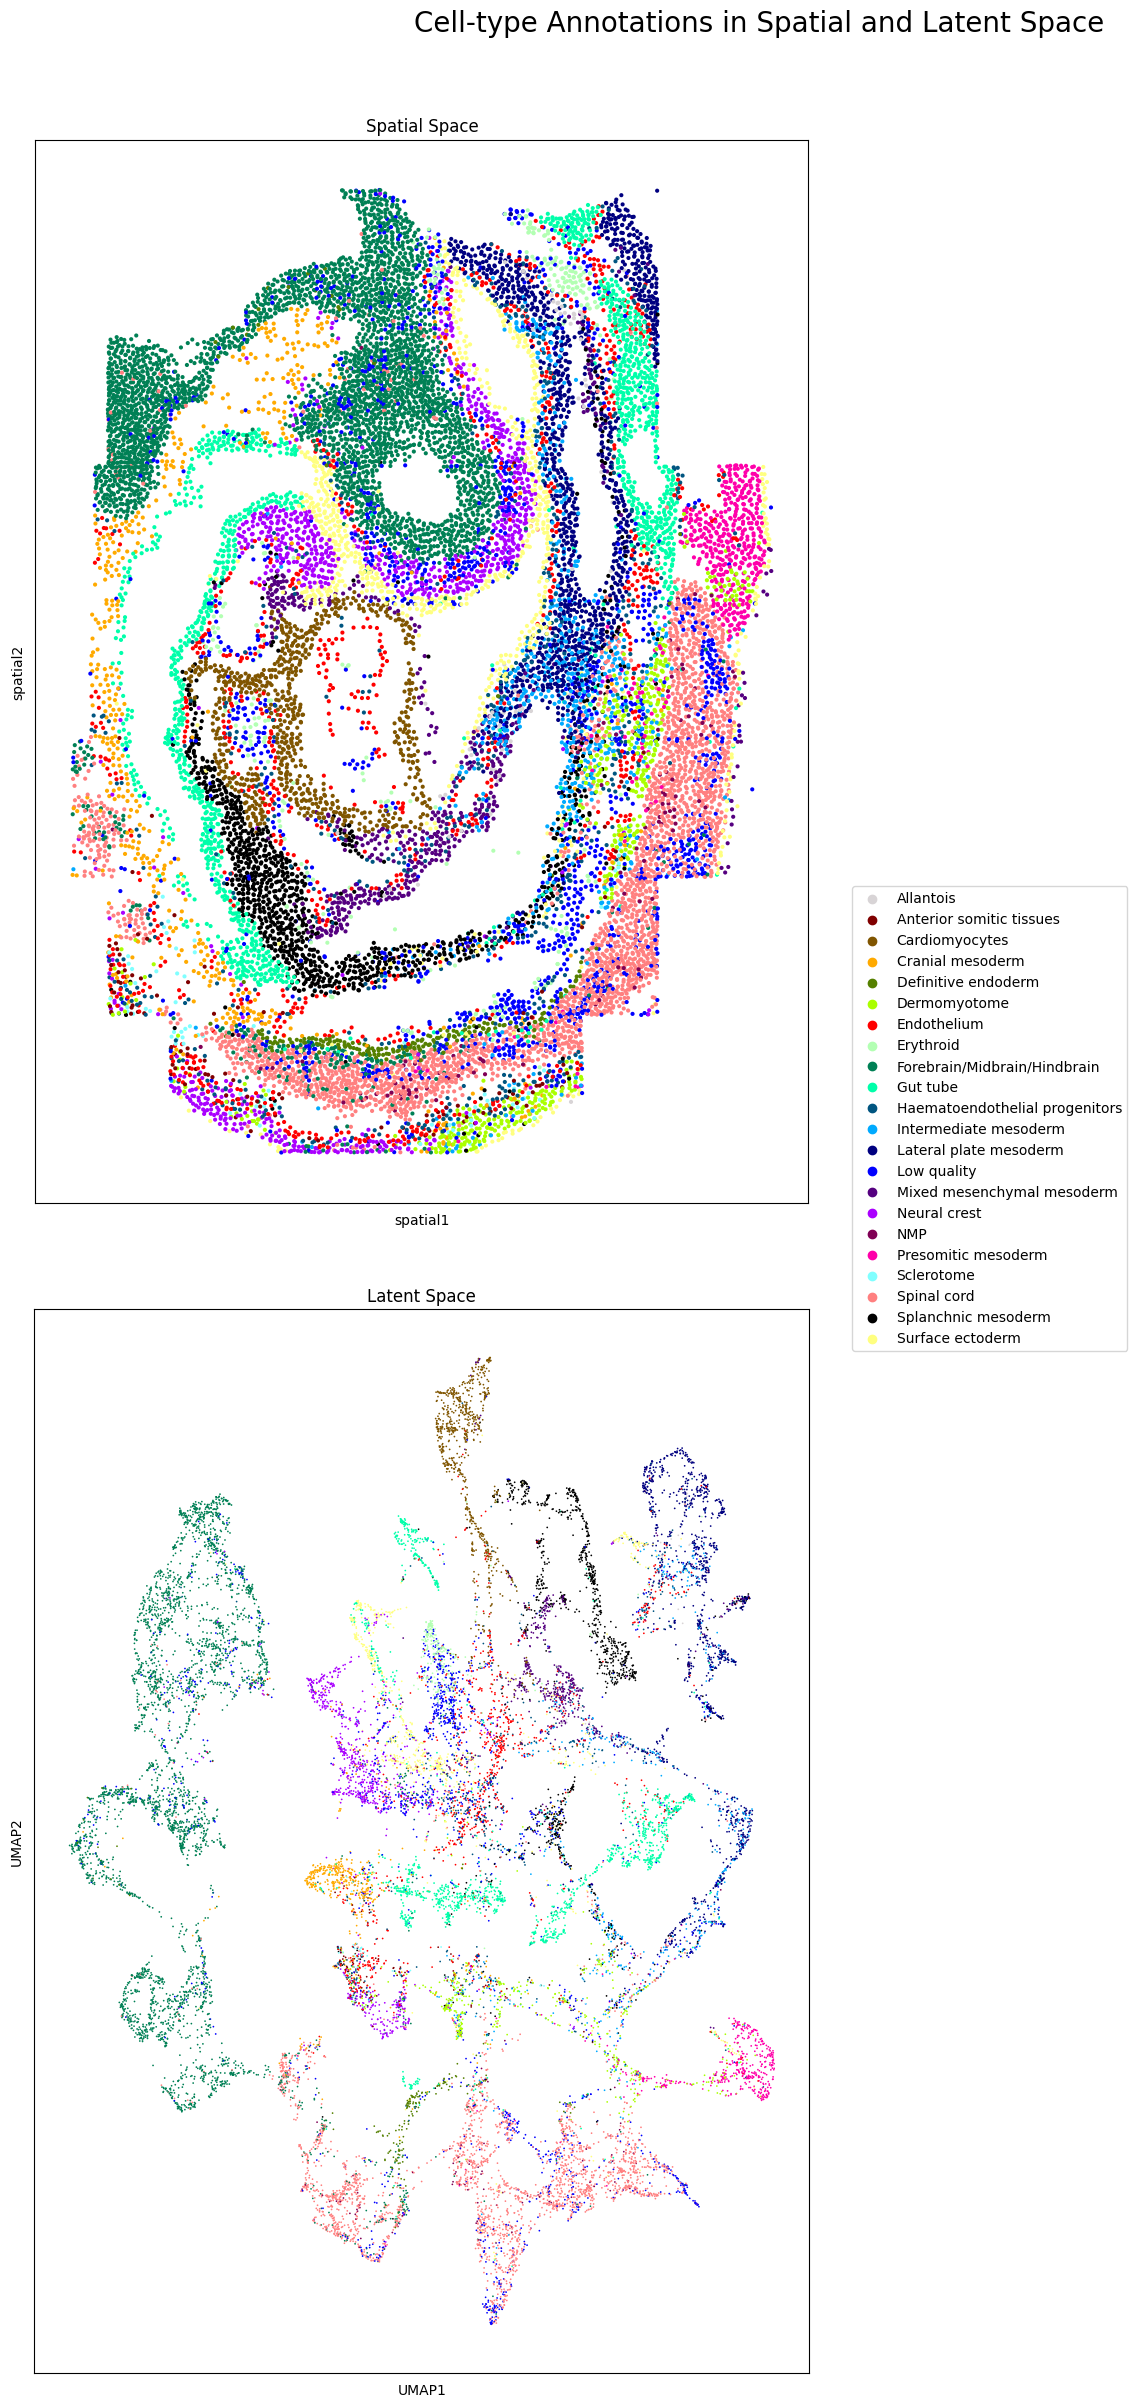 Cell-type Annotations in Spatial and Latent Space
Spatial Space
spatial2
spatial1
Allantois
Anterior somitic tissues
Cardiomyocytes
Cranial mesoderm
Definitive endoderm
Dermomyotome
Endothelium
Erythroid
Forebrain/Midbrain/Hindbrain
Gut tube
Haematoendothelial progenitors
Intermediate mesoderm
Lateral plate mesoderm
Low quality
Mixed mesenchymal mesoderm
Neural crest
NMP
Presomitic mesoderm
Sclerotome
Spinal cord
Splanchnic mesoderm
Surface ectoderm
Latent Space
UMAP2
UMAP1